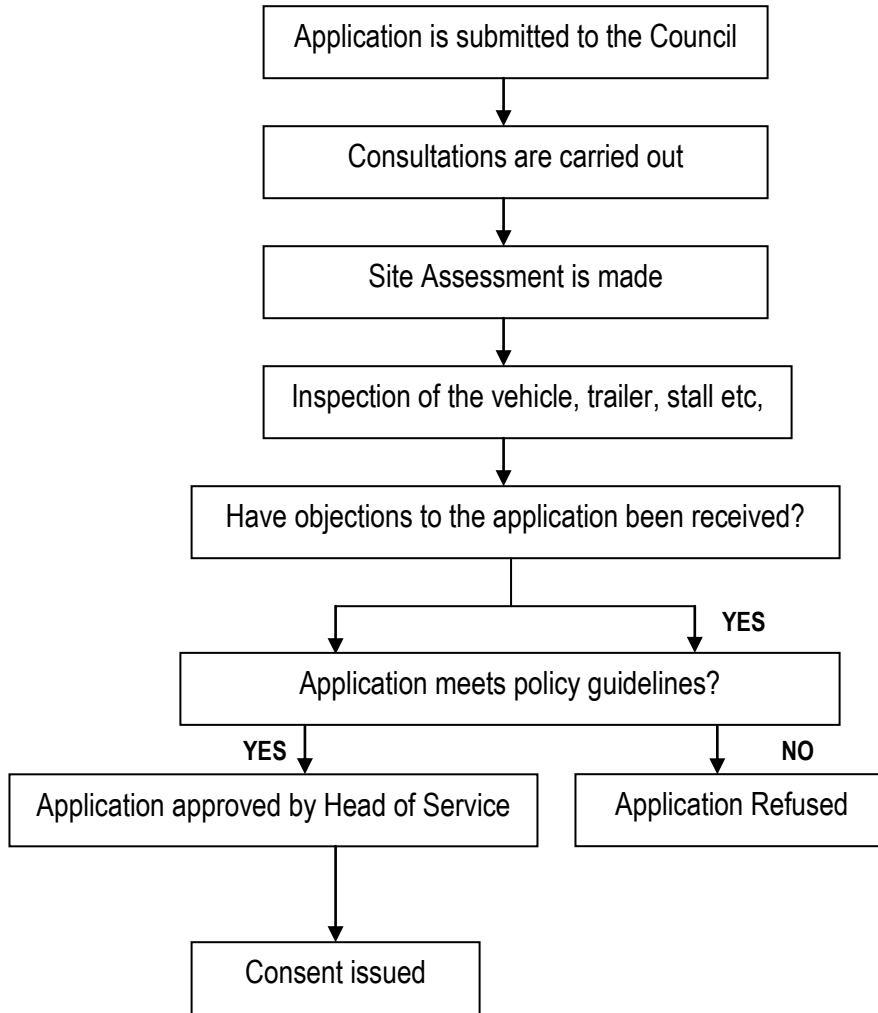 Application is submitted to the Council
Consultations are carried out
Site Assessment is made
Inspection of the vehicle, trailer, stall etc,
Have objections to the application been received?
YES
Application meets policy guidelines?
YES
NO
Application approved by Head of Service
Application Refused
Consent issued